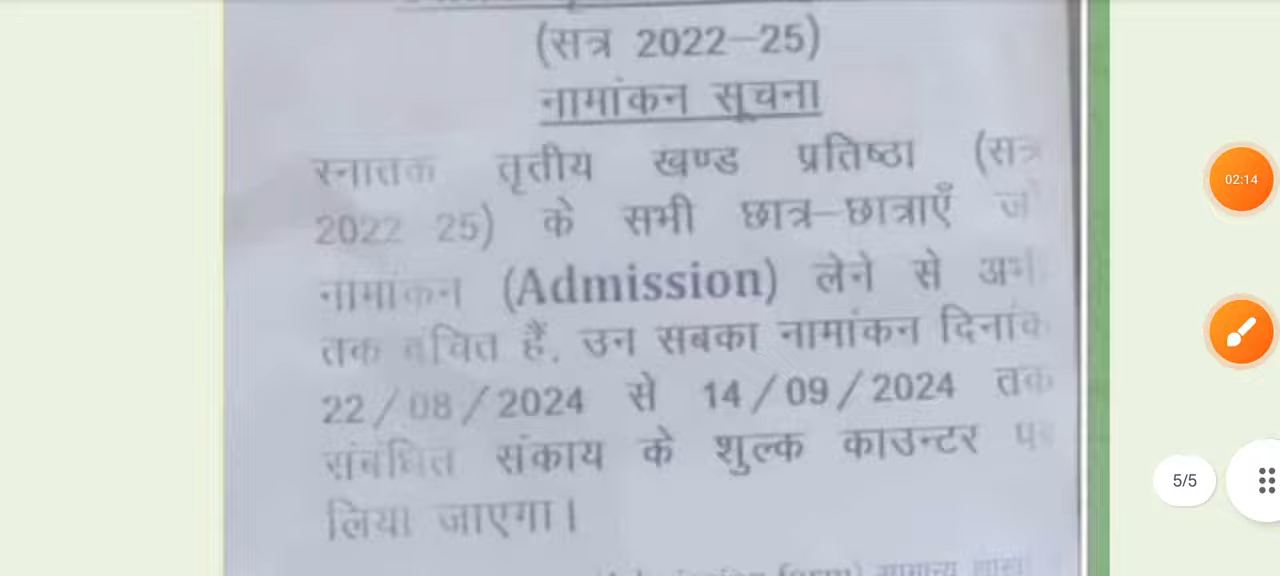 (सत्र 2022-25)
नामांकन सूचना
स्नातक तृतीय खण्ड प्रतिष्ठा (सत्र
2022 25) के सभी छात्र-छात्राएँ जो
नामांकन (Admission) लेने से अभी
तक वंचित हैं, उन सबका नामांकन दिनांक
22/08/2024 से 14/09/2024 तक
संबंधित संकाय के शुल्क काउन्टर पर
लिया जाएगा।
02:14
5/5